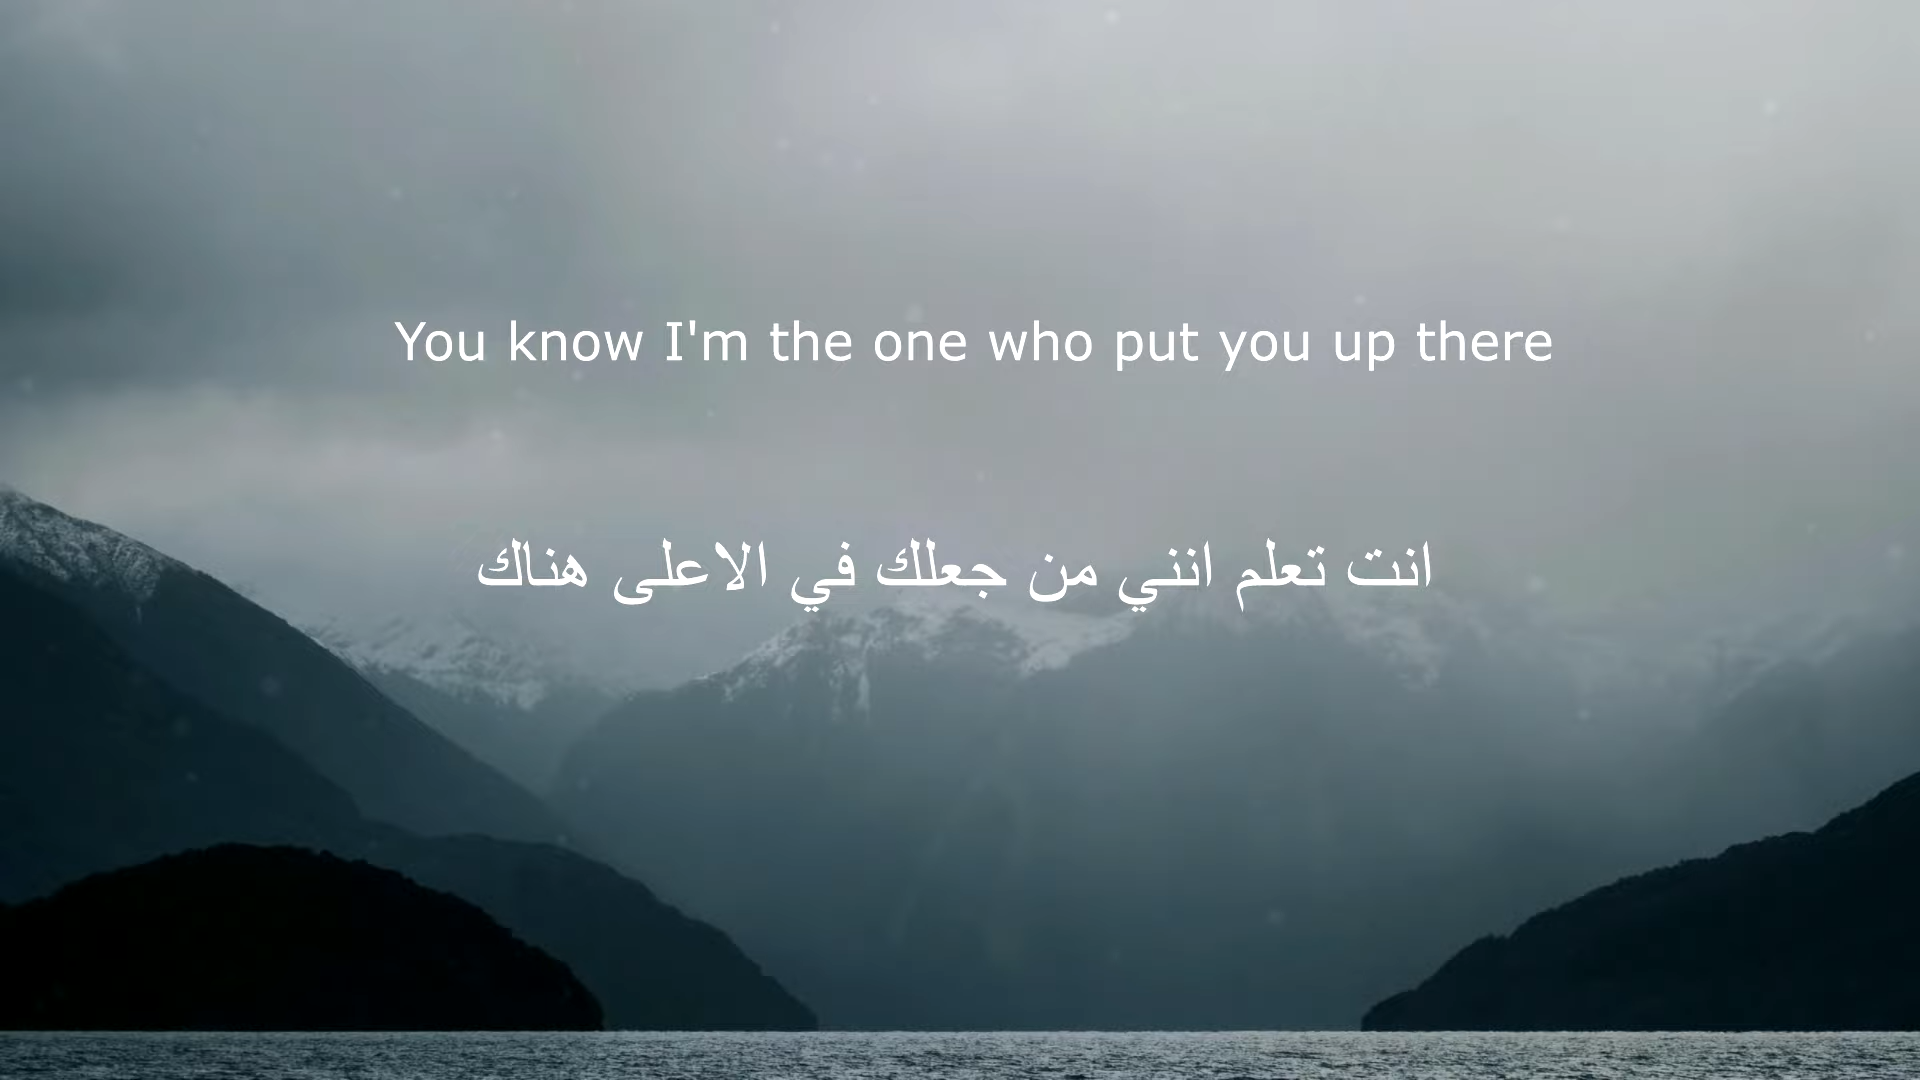 You know I'm the one who put you up there
انت تعلم انني من جعلك في الاعلى هناك